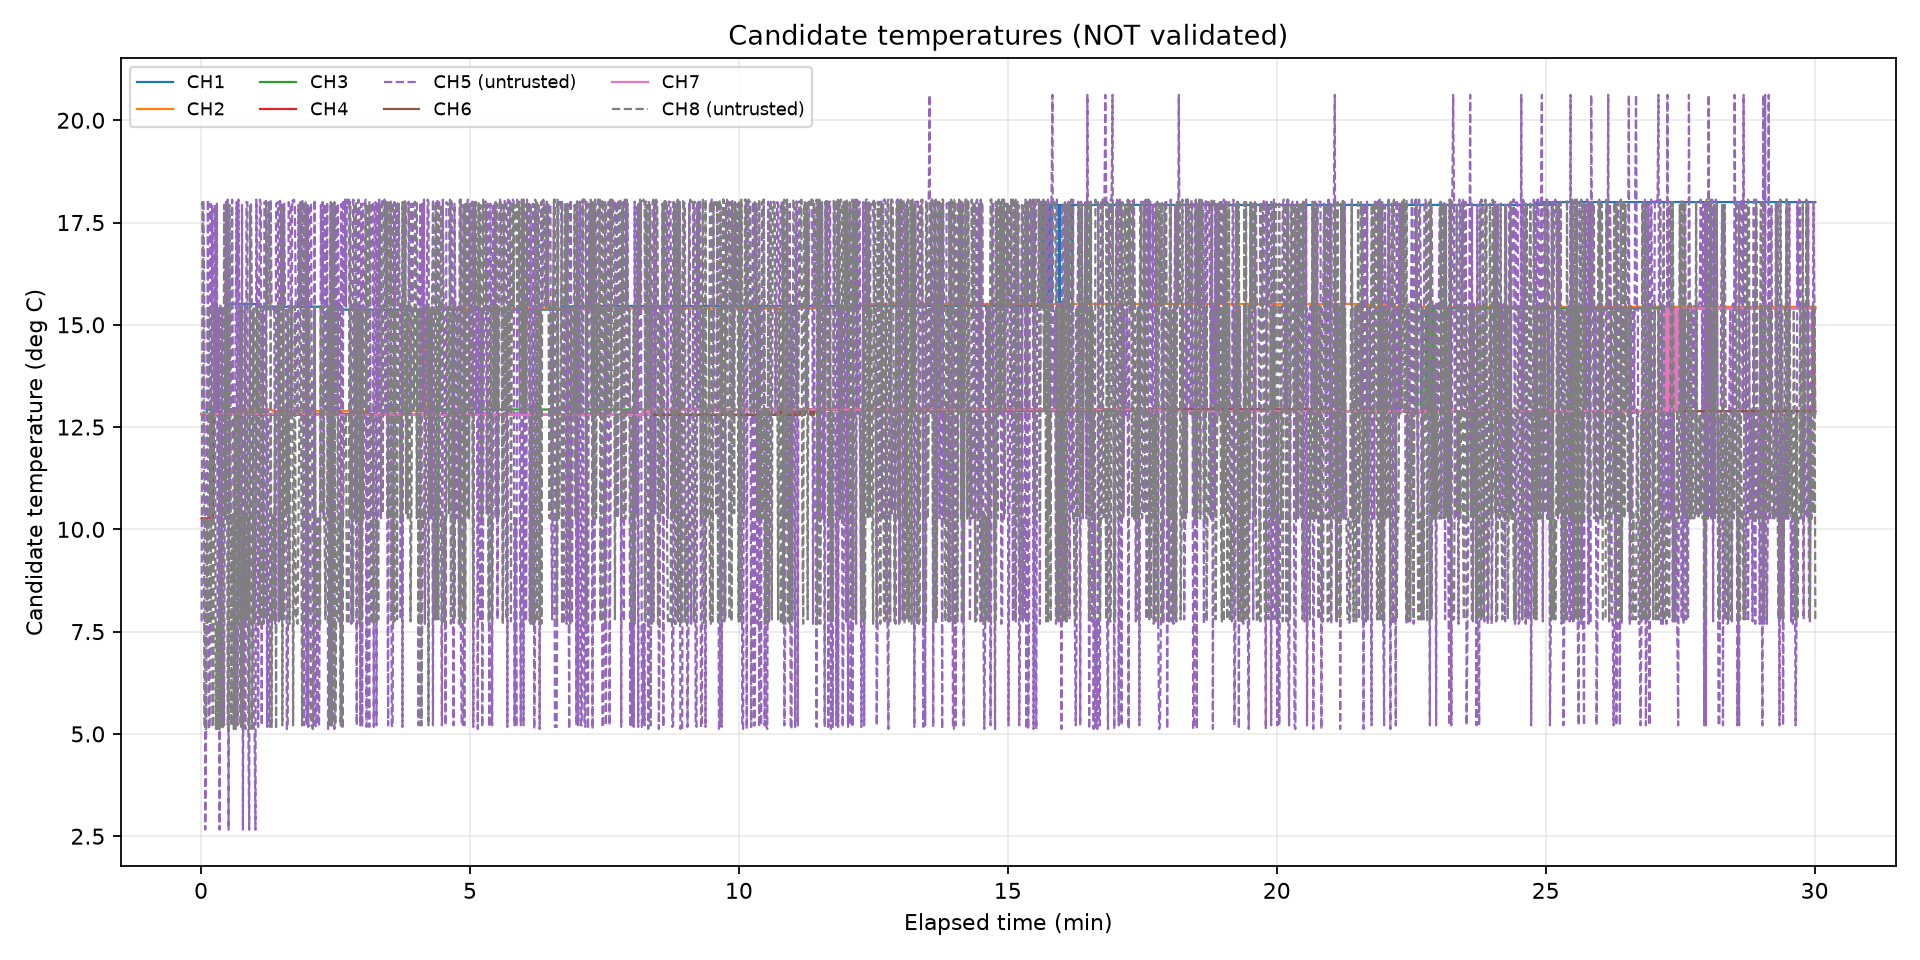 Candidate temperatures (NOT validated)
CH1
CH3
CH5 (untrusted)
CH7
CH2
CH4
CH6
CH8 (untrusted)
Candidate temperature (deg C)
20.0
17.5
15.0
12.5
10.0
7.5
5.0
2.5
0
5
10
15
20
25
30
Elapsed time (min)